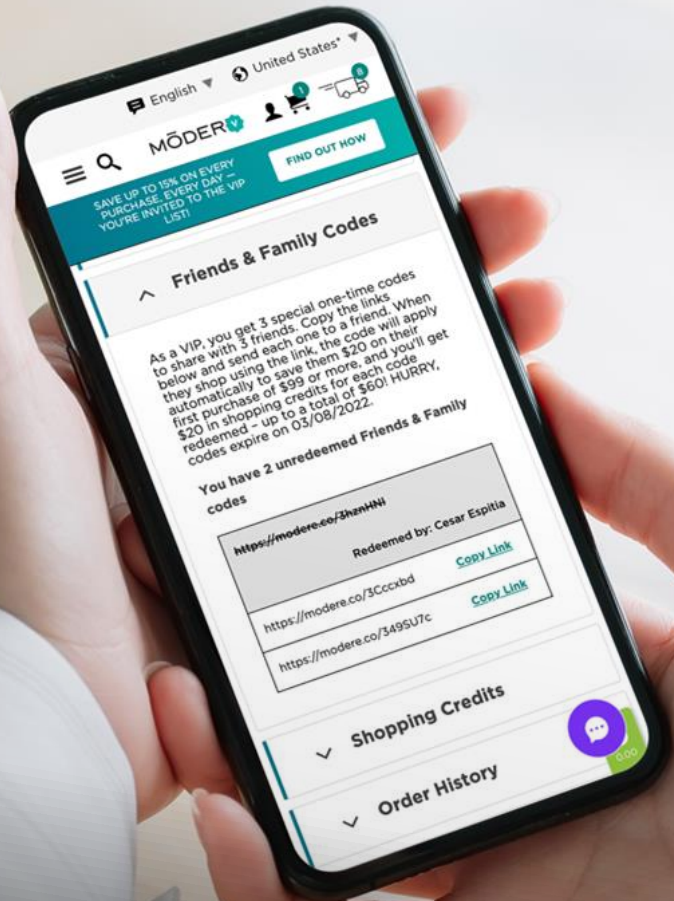 English ▼ United States* ▼
MŌDERE V 1 8
SAVE UP TO 15% ON EVERY
PURCHASE, EVERY DAY —
YOU'RE INVITED TO THE VIP
LIST!
FIND OUT HOW
Friends & Family Codes
As a VIP, you get 3 special one-time codes
to share with 3 friends. Copy the links
below and send each one to a friend. When
they shop using the link, the code will apply
automatically to save them $20 on their
first purchase of $99 or more, and you'll get
$20 in shopping credits for each code
redeemed – up to a total of $60! HURRY,
codes expire on 03/08/2022.
You have 2 unredeemed Friends & Family
codes
https://modere.co/3hznHNI
Redeemed by: Cesar Espitia
https://modere.co/3Cccxbd Copy Link
https://modere.co/349SU7c Copy Link
Shopping Credits
Order History
0.00